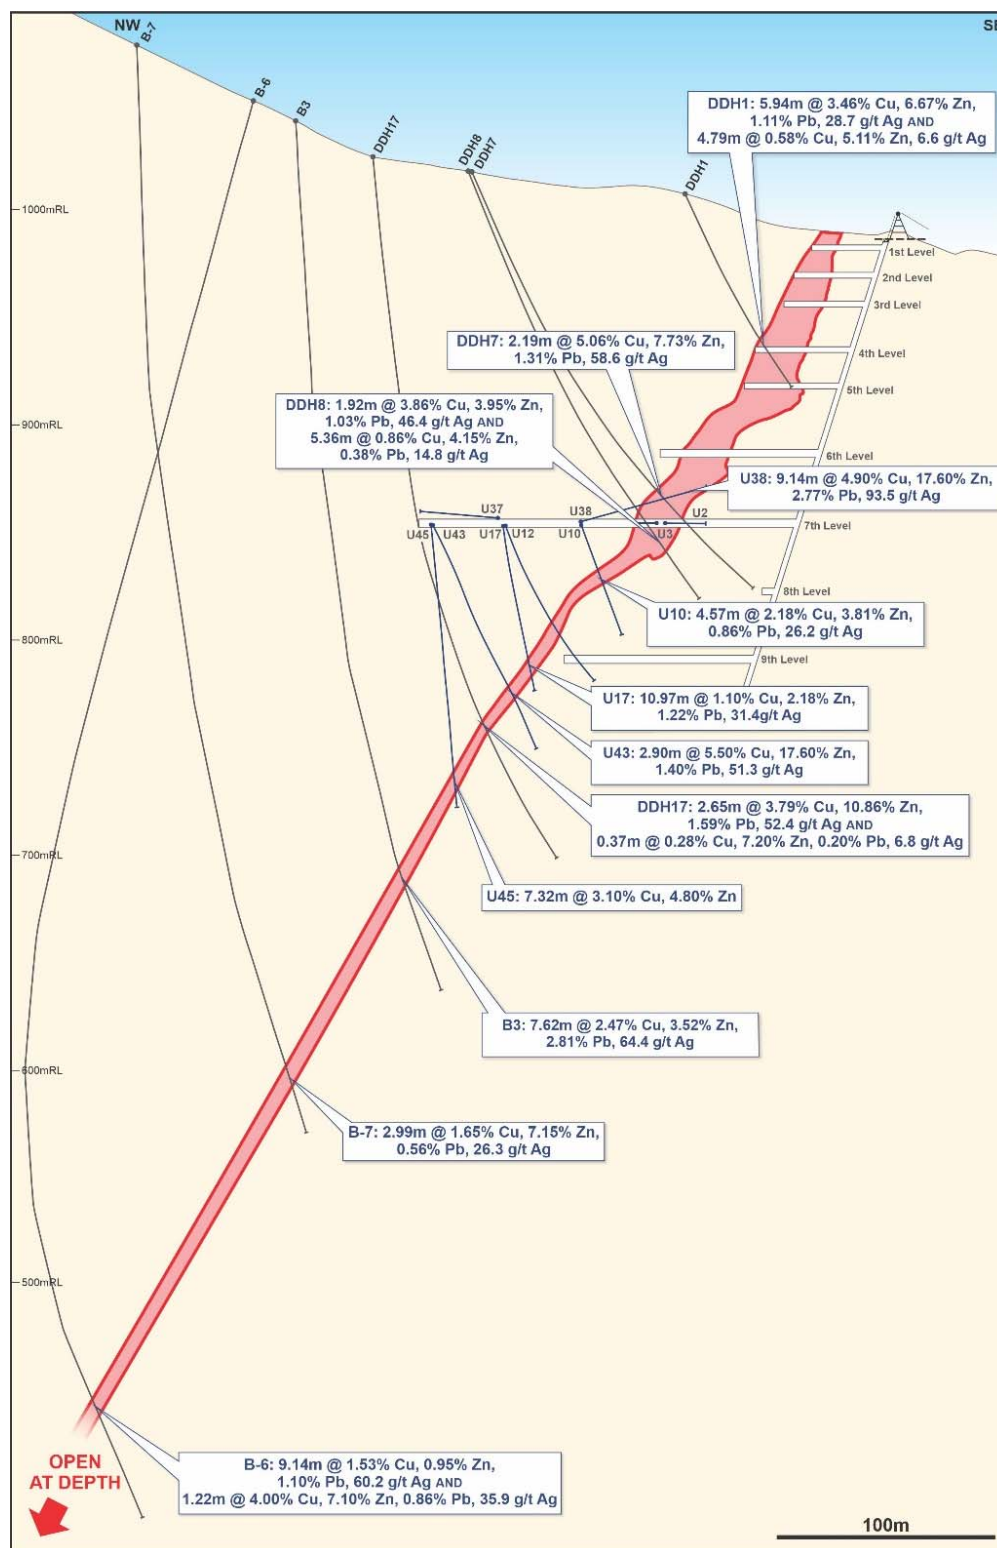 NW
SE
B-7
B-6
B3
DDH17
DDH8
DDH7
DDH1
DDH1: 5.94m @ 3.46% Cu, 6.67% Zn,
1.11% Pb, 28.7 g/t Ag AND
4.79m @ 0.58% Cu, 5.11% Zn, 6.6 g/t Ag
1000mRL
1st Level
2nd Level
3rd Level
4th Level
5th Level
DDH7: 2.19m @ 5.06% Cu, 7.73% Zn,
1.31% Pb, 58.6 g/t Ag
DDH8: 1.92m @ 3.86% Cu, 3.95% Zn,
1.03% Pb, 46.4 g/t Ag AND
5.36m @ 0.86% Cu, 4.15% Zn,
0.38% Pb, 14.8 g/t Ag
900mRL
6th Level
U38: 9.14m @ 4.90% Cu, 17.60% Zn,
2.77% Pb, 93.5 g/t Ag
U37
U38
U2
7th Level
U45
U43
U17
U12
U10
U3
8th Level
U10: 4.57m @ 2.18% Cu, 3.81% Zn,
0.86% Pb, 26.2 g/t Ag
800mRL
9th Level
U17: 10.97m @ 1.10% Cu, 2.18% Zn,
1.22% Pb, 31.4g/t Ag
U43: 2.90m @ 5.50% Cu, 17.60% Zn,
1.40% Pb, 51.3 g/t Ag
DDH17: 2.65m @ 3.79% Cu, 10.86% Zn,
1.59% Pb, 52.4 g/t Ag AND
0.37m @ 0.28% Cu, 7.20% Zn, 0.20% Pb, 6.8 g/t Ag
700mRL
U45: 7.32m @ 3.10% Cu, 4.80% Zn
B3: 7.62m @ 2.47% Cu, 3.52% Zn,
2.81% Pb, 64.4 g/t Ag
600mRL
B-7: 2.99m @ 1.65% Cu, 7.15% Zn,
0.56% Pb, 26.3 g/t Ag
500mRL
OPEN
AT DEPTH
B-6: 9.14m @ 1.53% Cu, 0.95% Zn,
1.10% Pb, 60.2 g/t Ag AND
1.22m @ 4.00% Cu, 7.10% Zn, 0.86% Pb, 35.9 g/t Ag
100m